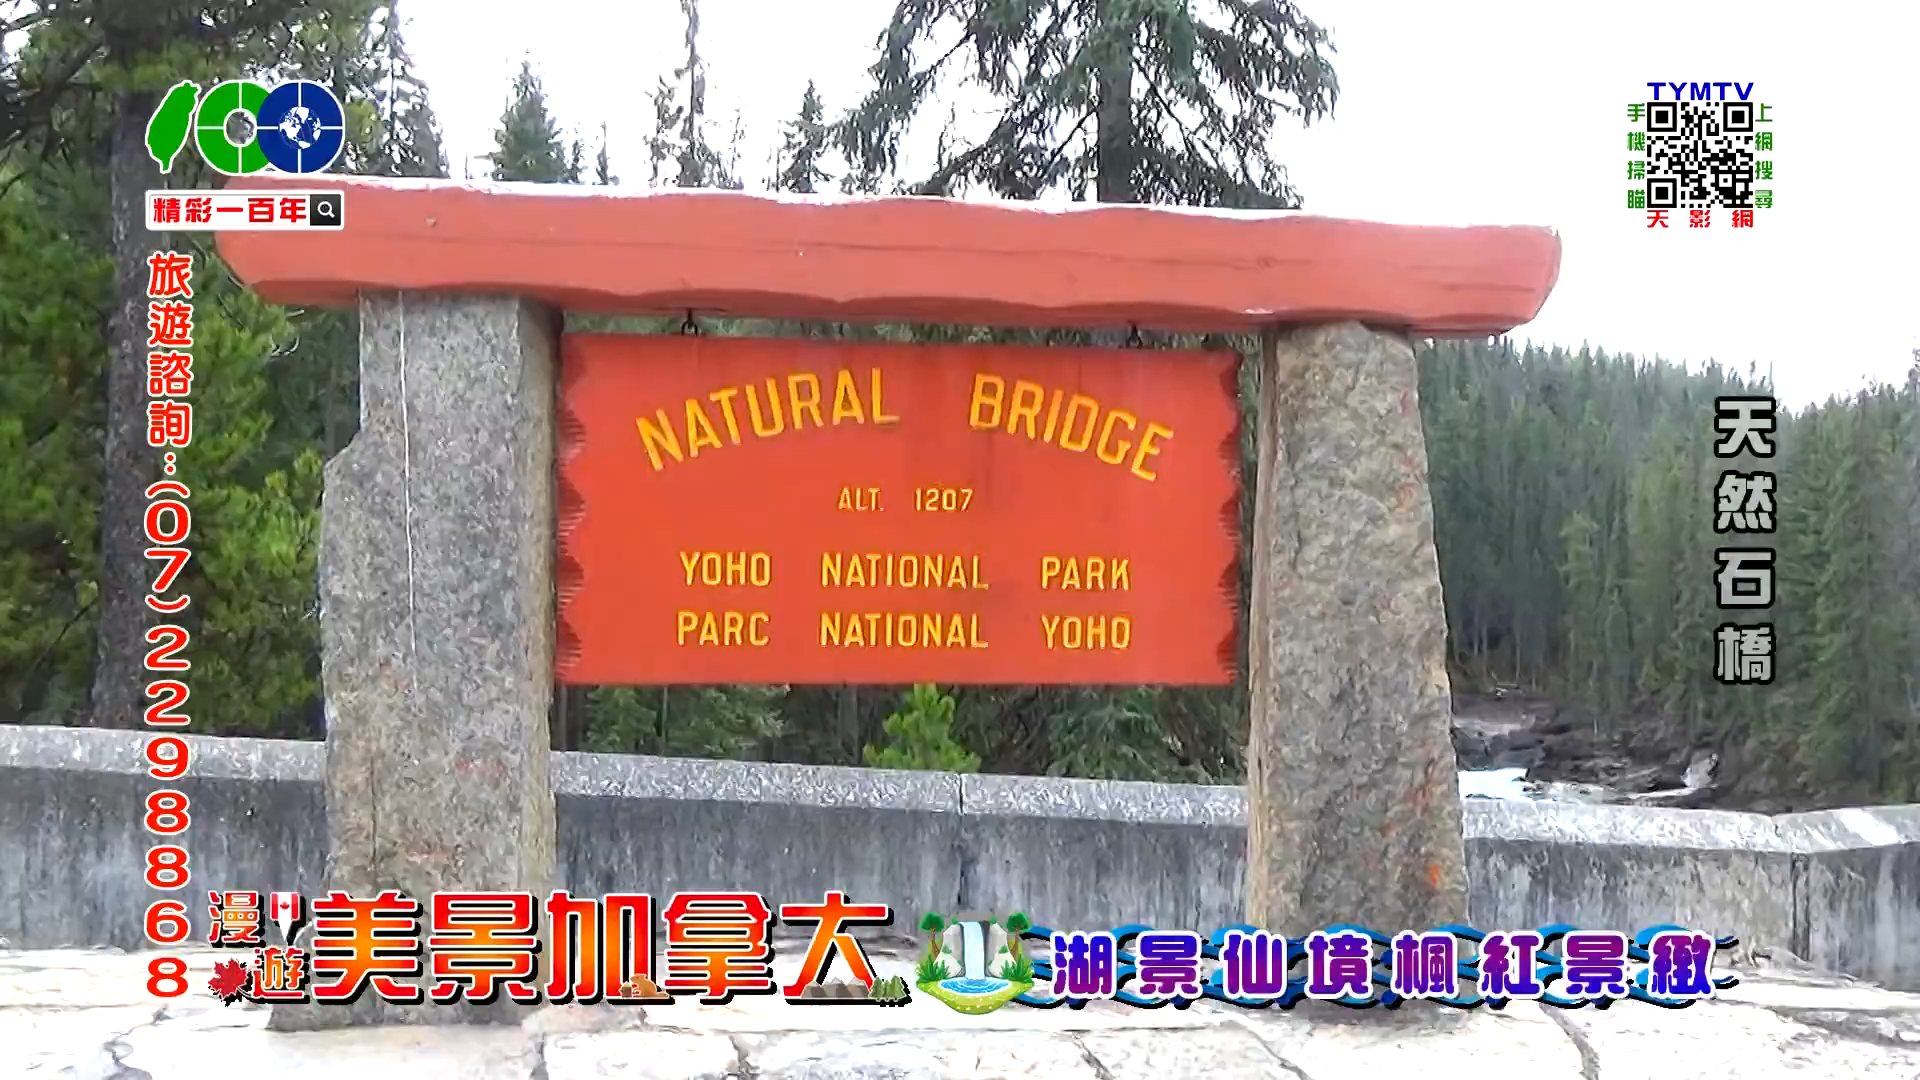 精彩一百年
旅遊諮詢:(07)2298868
TYMTV
手機掃瞄
上網搜尋
天影網
NATURAL BRIDGE
ALT. 1207
YOHO NATIONAL PARK
PARC NATIONAL YOHO
天然石橋
漫遊美景加拿大
湖景仙境楓紅景緻